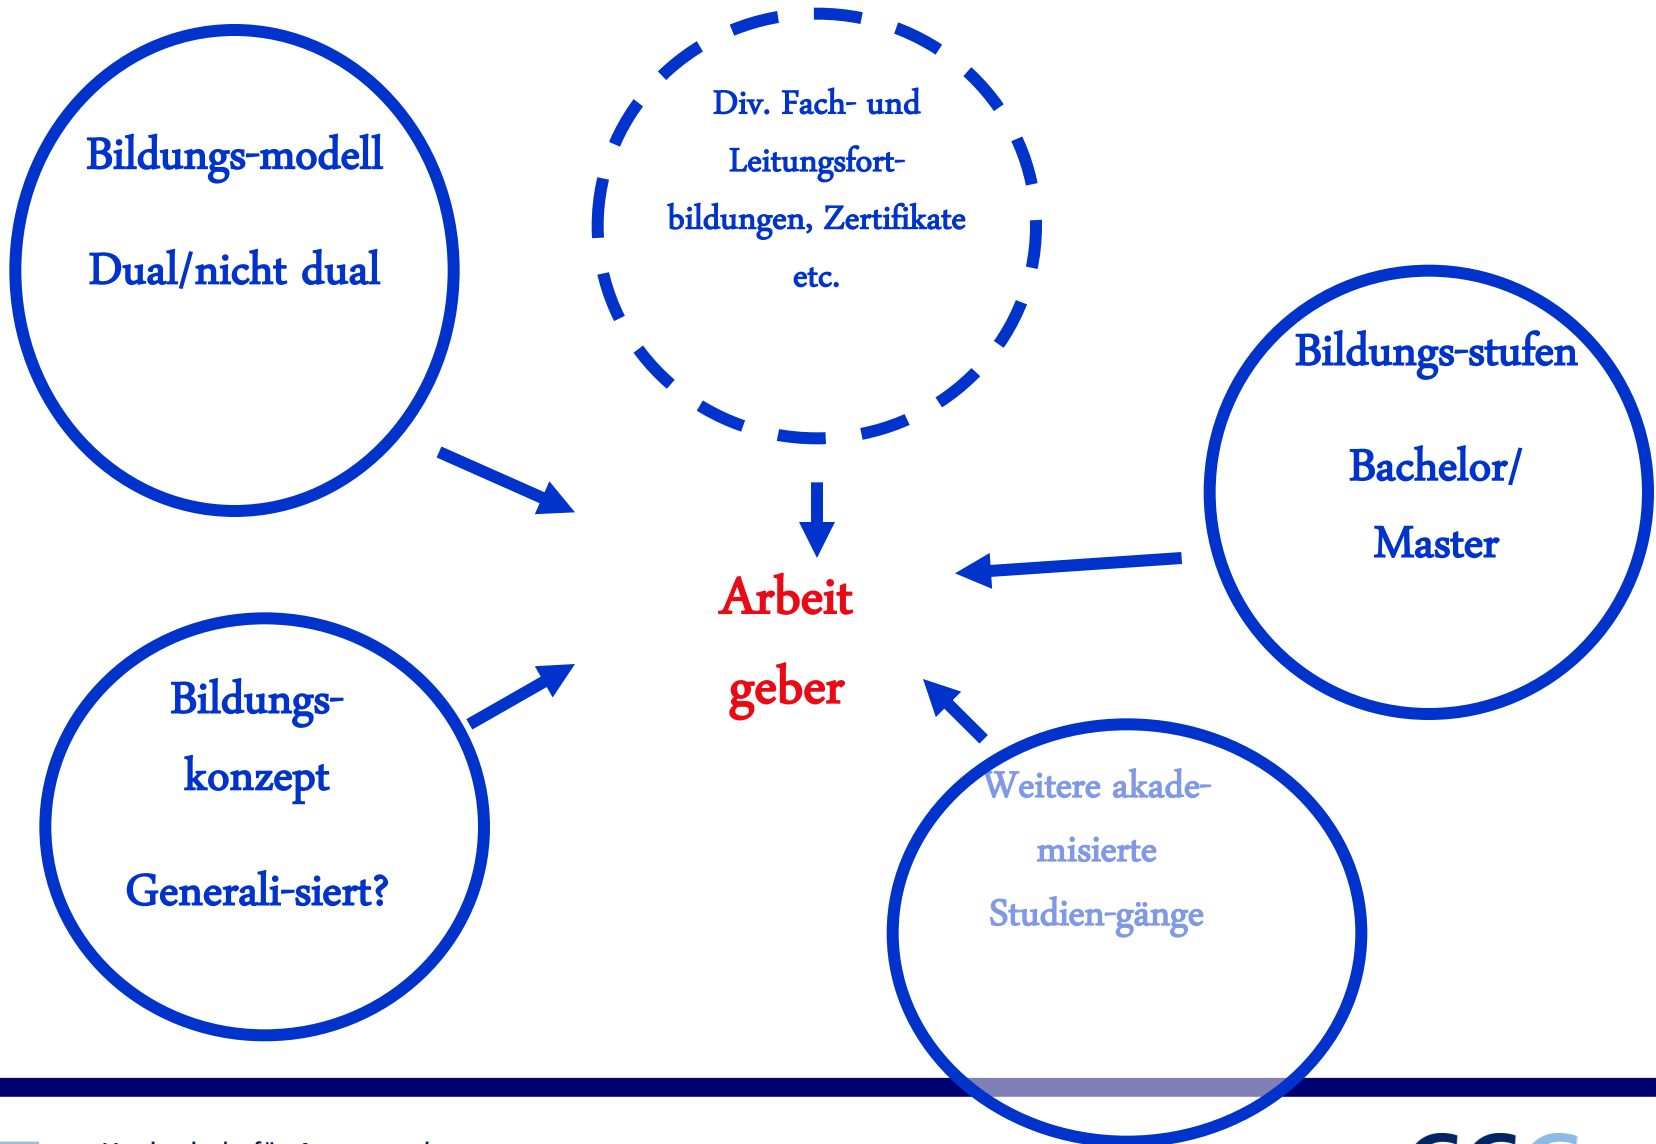 Bildungs-modell
Dual/nicht dual
Div. Fach- und
Leitungsfort-
bildungen, Zertifikate
etc.
Bildungs-stufen
Bachelor/
Master
Arbeit
geber
Bildungs-
konzept
Generali-siert?
Weitere akade-
misierte
Studien-gänge